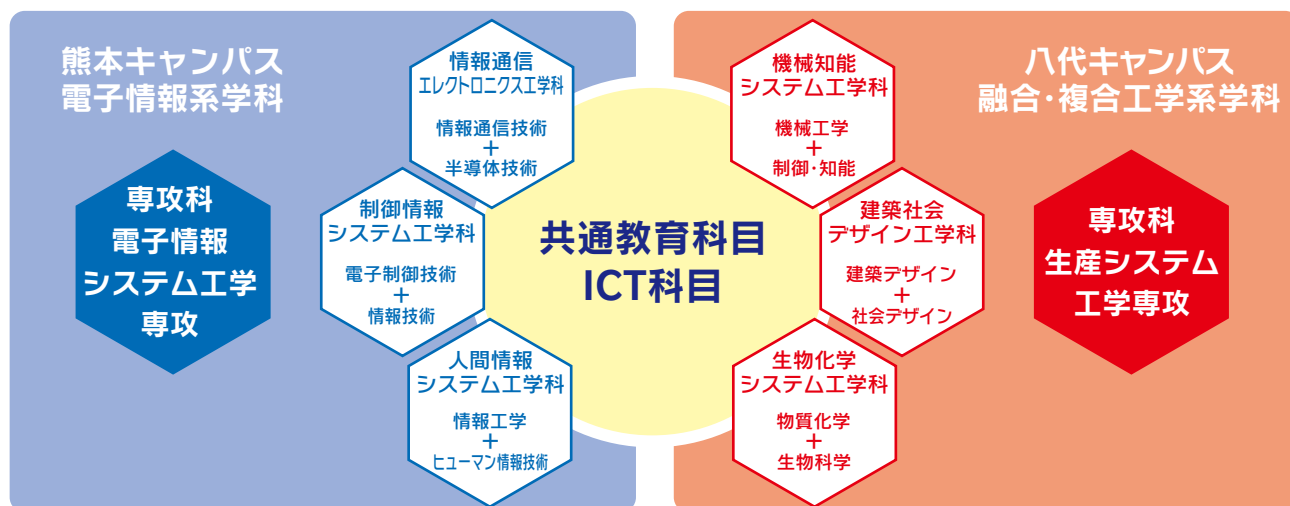 熊本キャンパス
電子情報系学科
専攻科
電子情報
システム工学
専攻
情報通信
エレクトロニクス工学科
情報通信技術
+
半導体技術
制御情報
システム工学科
電子制御技術
+
情報技術
人間情報
システム工学科
情報工学
+
ヒューマン情報技術
共通教育科目
ICT科目
機械知能
システム工学科
機械工学
+
制御・知能
建築社会
デザイン工学科
建築デザイン
+
社会デザイン
生物化学
システム工学科
物質化学
+
生物科学
八代キャンパス
融合・複合工学系学科
専攻科
生産システム
工学専攻